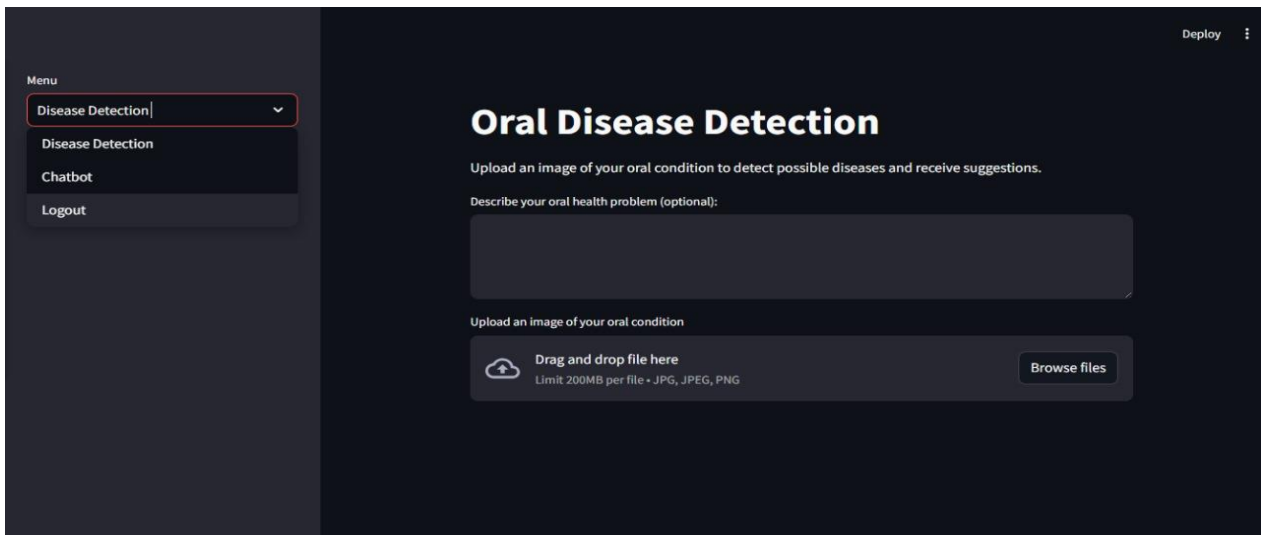 Deploy
Menu
Disease Detection
Disease Detection
Chatbot
Logout
Oral Disease Detection
Upload an image of your oral condition to detect possible diseases and receive suggestions.
Describe your oral health problem (optional):
Upload an image of your oral condition
Drag and drop file here
Limit 200MB per file • JPG, JPEG, PNG
Browse files